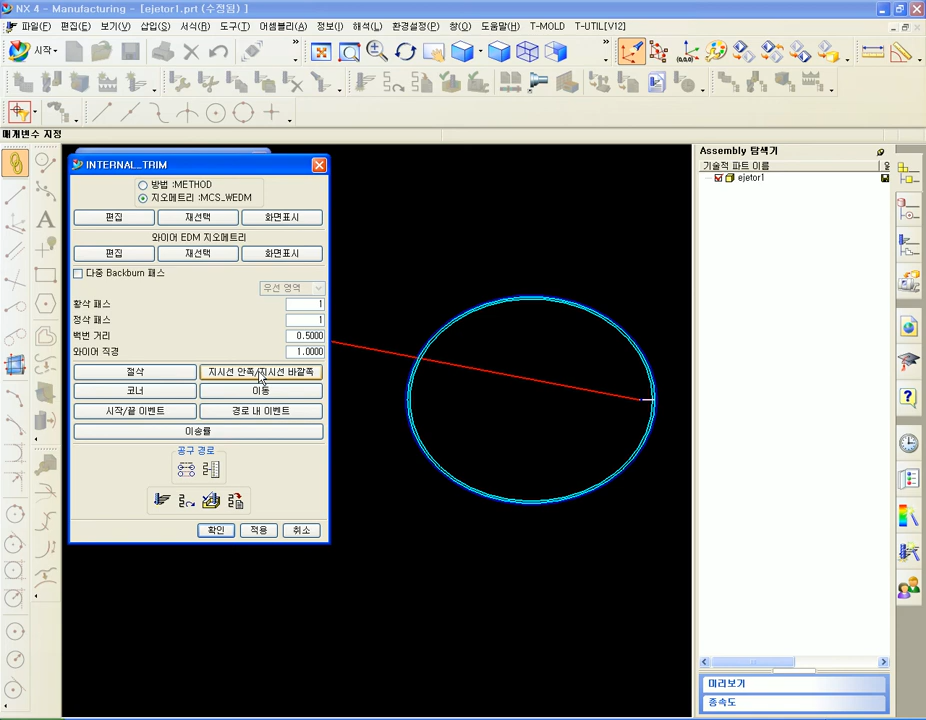 NX 4 - Manufacturing - [ejetor1.prt (수정됨) ]
파일(F) 편집(E) 보기(V) 삽입(S) 서식(R) 도구(T) 어셈블리(A) 정보(I) 해석(L) 환경설정(P) 창(O) 도움말(H) T-MOLD T-UTIL[V12]
시작
매개변수 지정
INTERNAL_TRIM
방법 :METHOD
지오메트리 :MCS_WEDM
편집 재선택 화면표시
와이어 EDM 지오메트리
편집 재선택 화면표시
다중 Backburn 패스
우선 영역
황삭 패스 1
정삭 패스 1
백번 거리 0.5000
와이어 직경 1.0000
절삭 지시선 안쪽/지시선 바깥쪽
코너 이동
시작/끝 이벤트 경로 내 이벤트
이송률
공구 경로
확인 적용 취소
Assembly 탐색기
기술적 파트 이름
ejetor1
미리보기
종속도